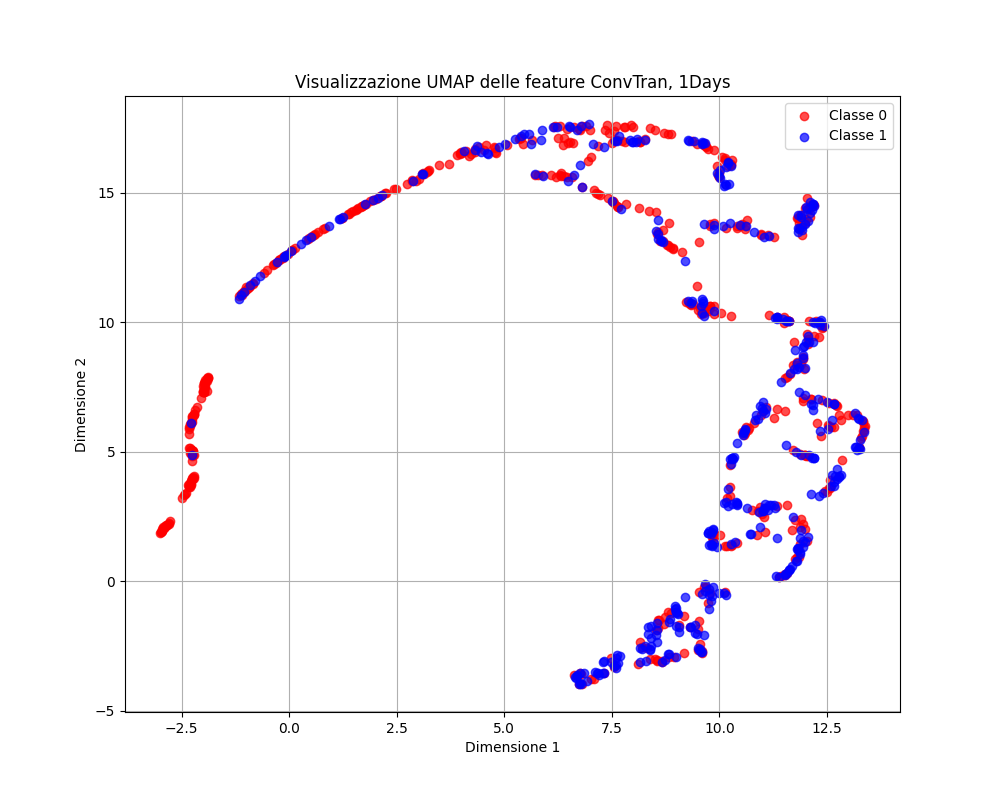 Visualizzazione UMAP delle feature ConvTran, 1Days
Classe 0
Classe 1
Dimensione 2
15
10
5
0
−5
−2.5
0.0
2.5
5.0
7.5
10.0
12.5
Dimensione 1